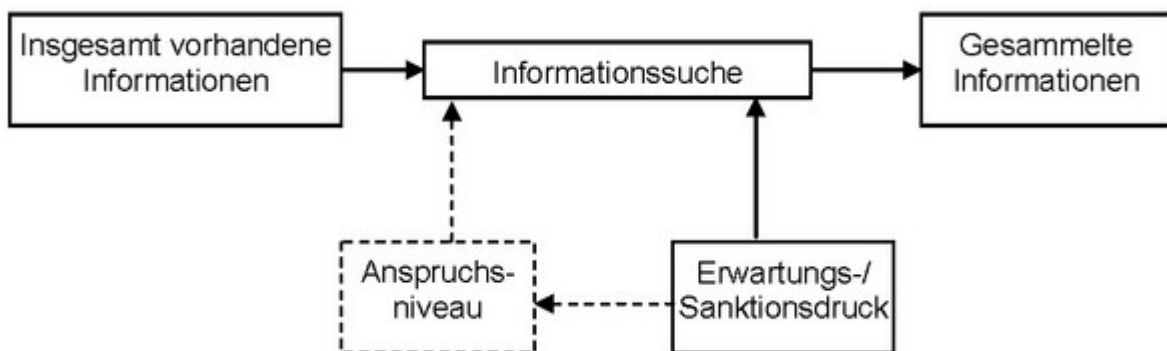 Insgesamt vorhandene
Informationen
Informationssuche
Gesammelte
Informationen
Anspruchs-
niveau
Erwartungs-/
Sanktionsdruck